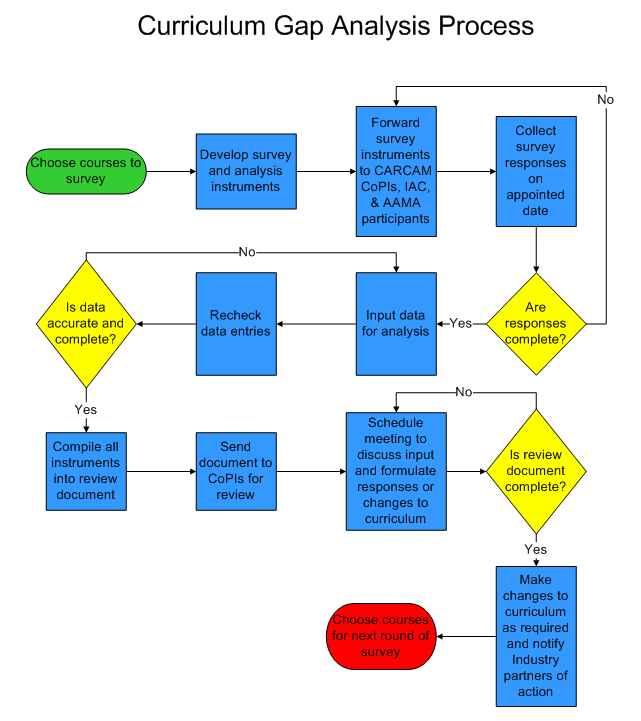 Curriculum Gap Analysis Process
No
Choose courses to
survey
Develop survey
and analysis
instruments
Forward
survey
instruments
to CARCAM
CoPIs, IAC,
& AAMA
participants
Collect
survey
responses
on
appointed
date
No
Is data
accurate and
complete?
Recheck
data entries
Input data
for analysis
Yes
Are
responses
complete?
Yes
No
Compile all
instruments
into review
document
Send
document to
CoPIs for
review
Schedule
meeting to
discuss input
and formulate
responses or
changes to
curriculum
Is review
document
complete?
Yes
Make
changes to
curriculum
as required
and notify
Industry
partners of
action
Choose courses
for next round of
survey